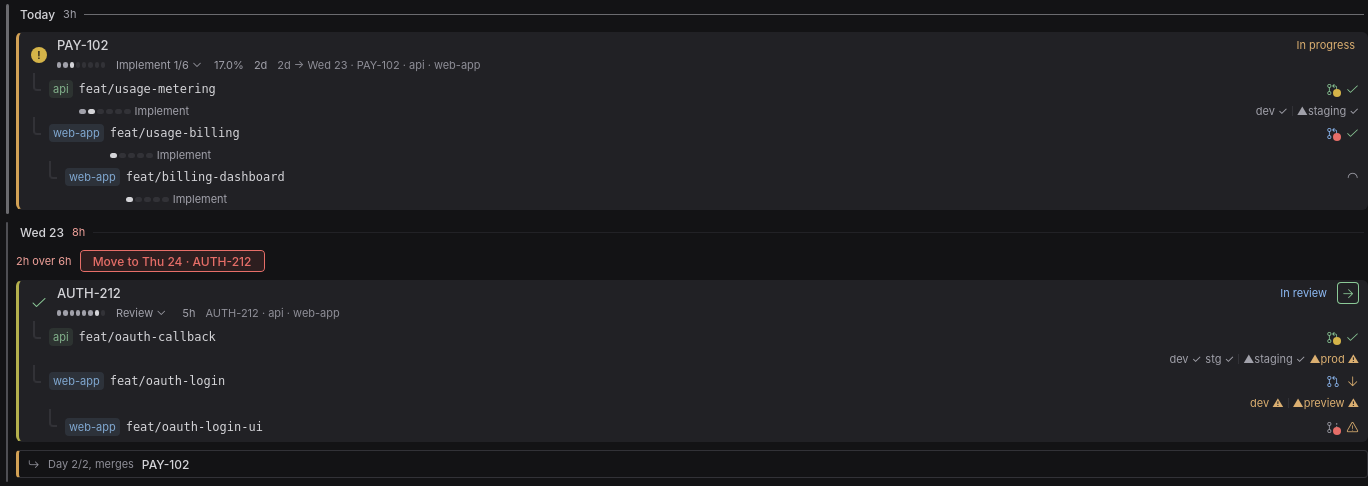 Today 3h
PAY-102 In progress
Implement 1/6 17.0% 2d 2d → Wed 23 · PAY-102 · api · web-app
api feat/usage-metering
Implement dev ✓ | ▲staging ✓
web-app feat/usage-billing
Implement
web-app feat/billing-dashboard
Implement
Wed 23 8h
2h over 6h Move to Thu 24 · AUTH-212
AUTH-212 In review →
Review 5h AUTH-212 · api · web-app
api feat/oauth-callback
dev ✓ stg ✓ | ▲staging ✓ ▲prod ⚠
web-app feat/oauth-login
dev ⚠ | ▲preview ⚠
web-app feat/oauth-login-ui
Day 2/2, merges PAY-102